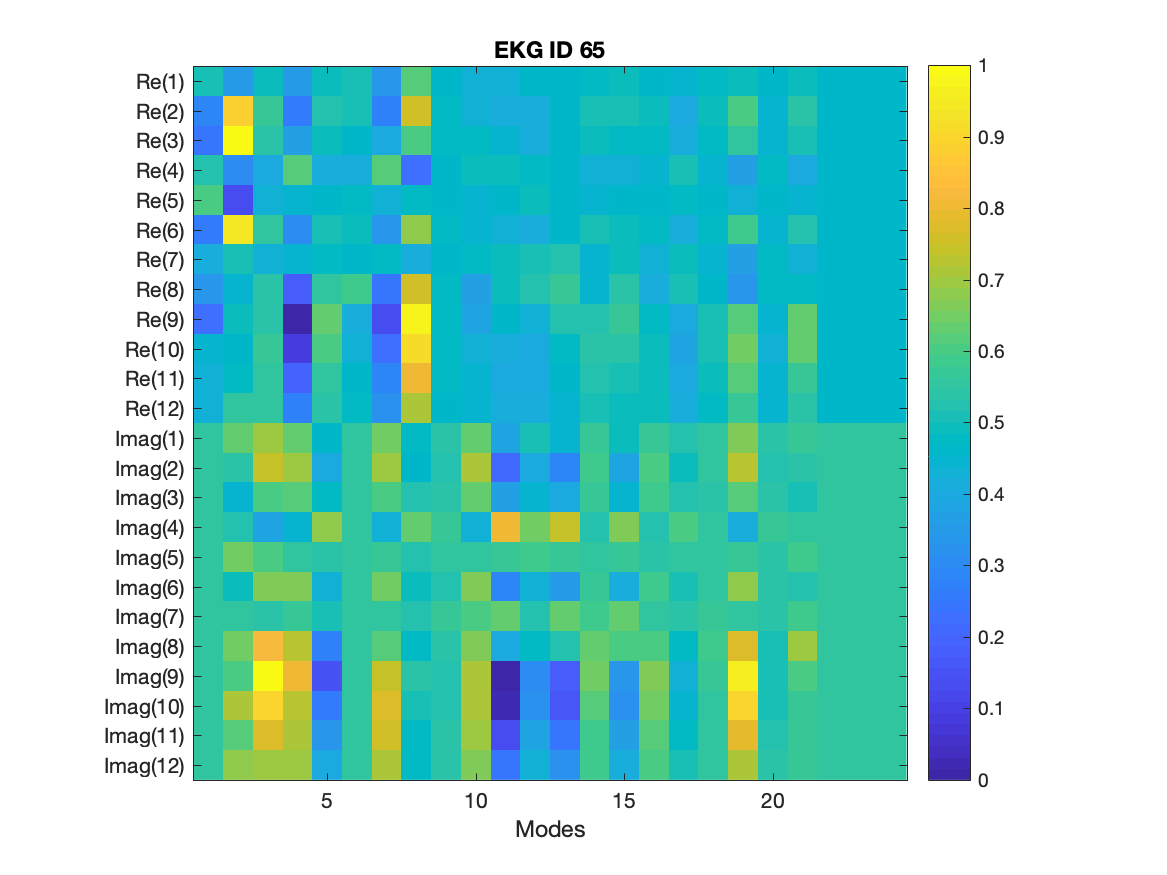 EKG ID 65
Re(1)
Re(2)
Re(3)
Re(4)
Re(5)
Re(6)
Re(7)
Re(8)
Re(9)
Re(10)
Re(11)
Re(12)
Imag(1)
Imag(2)
Imag(3)
Imag(4)
Imag(5)
Imag(6)
Imag(7)
Imag(8)
Imag(9)
Imag(10)
Imag(11)
Imag(12)
5 10 15 20
Modes
1
0.9
0.8
0.7
0.6
0.5
0.4
0.3
0.2
0.1
0